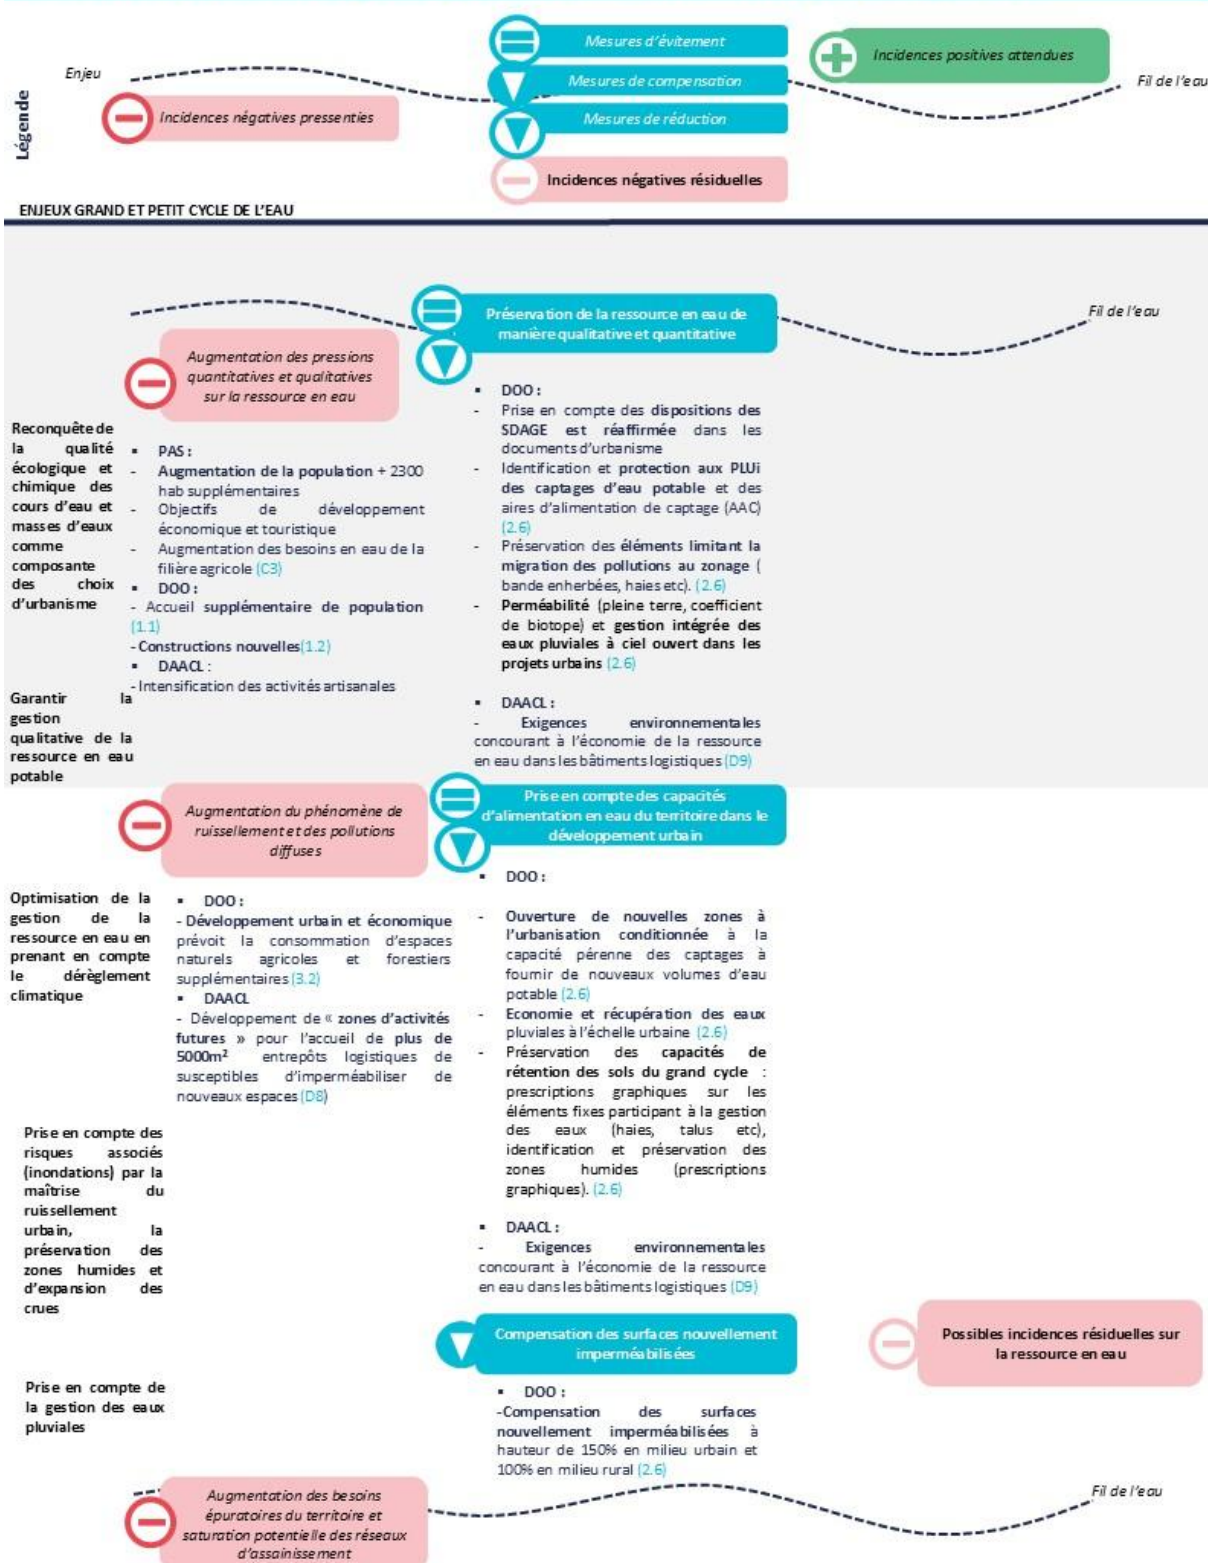 Légende
Enjeu
Incidences négatives pressenties
Mesures d’évitement
Mesures de compensation
Mesures de réduction
Incidences négatives résiduelles
Incidences positives attendues
Fil de l’eau
ENJEUX GRAND ET PETIT CYCLE DE L’EAU
Reconquête de
la qualité
écologique et
chimique des
cours d’eau et
masses d’eaux
comme
composante
des choix
d’urbanisme
Garantir la
gestion
qualitative de la
ressource en eau
potable
Augmentation des pressions
quantitatives et qualitatives
sur la ressource en eau
▪ PAS :
- Augmentation de la population + 2300
hab supplémentaires
- Objectifs de développement
économique et touristique
- Augmentation des besoins en eau de la
filière agricole (C3)
▪ DOO :
- Accueil supplémentaire de population
(1.1)
- Constructions nouvelles(1.2)
▪ DAACL :
- Intensification des activités artisanales
Préservation de la ressource en eau de
manière qualitative et quantitative
▪ DOO :
- Prise en compte des dispositions des
SDAGE est réaffirmée dans les
documents d’urbanisme
- Identification et protection aux PLUi
des captages d’eau potable et des
aires d’alimentation de captage (AAC)
(2.6)
- Préservation des éléments limitant la
migration des pollutions au zonage (
bande enherbées, haies etc). (2.6)
- Perméabilité (pleine terre, coefficient
de biotope) et gestion intégrée des
eaux pluviales à ciel ouvert dans les
projets urbains (2.6)
▪ DAACL :
- Exigences environnementales
concourant à l’économie de la ressource
en eau dans les bâtiments logistiques (D9)
Fil de l’eau
Optimisation de la
gestion de la
ressource en eau en
prenant en compte
le dérèglement
climatique
Prise en compte des
risques associés
(inondations) par la
maîtrise du
ruissellement
urbain, la
préservation des
zones humides et
d’expansion des
crues
Prise en compte de
la gestion des eaux
pluviales
Augmentation du phénomène de
ruissellement et des pollutions
diffuses
▪ DOO :
- Développement urbain et économique
prévoit la consommation d’espaces
naturels agricoles et forestiers
supplémentaires (3.2)
▪ DAACL
- Développement de « zones d’activités
futures » pour l’accueil de plus de
5000m² entrepôts logistiques de
susceptibles d’imperméabiliser de
nouveaux espaces (D8)
Prise en compte des capacités
d’alimentation en eau du territoire dans le
développement urbain
▪ DOO :
- Ouverture de nouvelles zones à
l’urbanisation conditionnée à la
capacité pérenne des captages à
fournir de nouveaux volumes d’eau
potable (2.6)
- Economie et récupération des eaux
pluviales à l’échelle urbaine (2.6)
- Préservation des capacités de
rétention des sols du grand cycle :
prescriptions graphiques sur les
éléments fixes participant à la gestion
des eaux (haies, talus etc),
identification et préservation des
zones humides (prescriptions
graphiques). (2.6)
▪ DAACL :
- Exigences environnementales
concourant à l’économie de la ressource
en eau dans les bâtiments logistiques (D9)
Compensation des surfaces nouvellement
imperméabilisées
▪ DOO :
-Compensation des surfaces
nouvellement imperméabilisées à
hauteur de 150% en milieu urbain et
100% en milieu rural (2.6)
Possibles incidences résiduelles sur
la ressource en eau
Augmentation des besoins
épuratoires du territoire et
saturation potentielle des réseaux
d’assainissement
Fil de l’eau